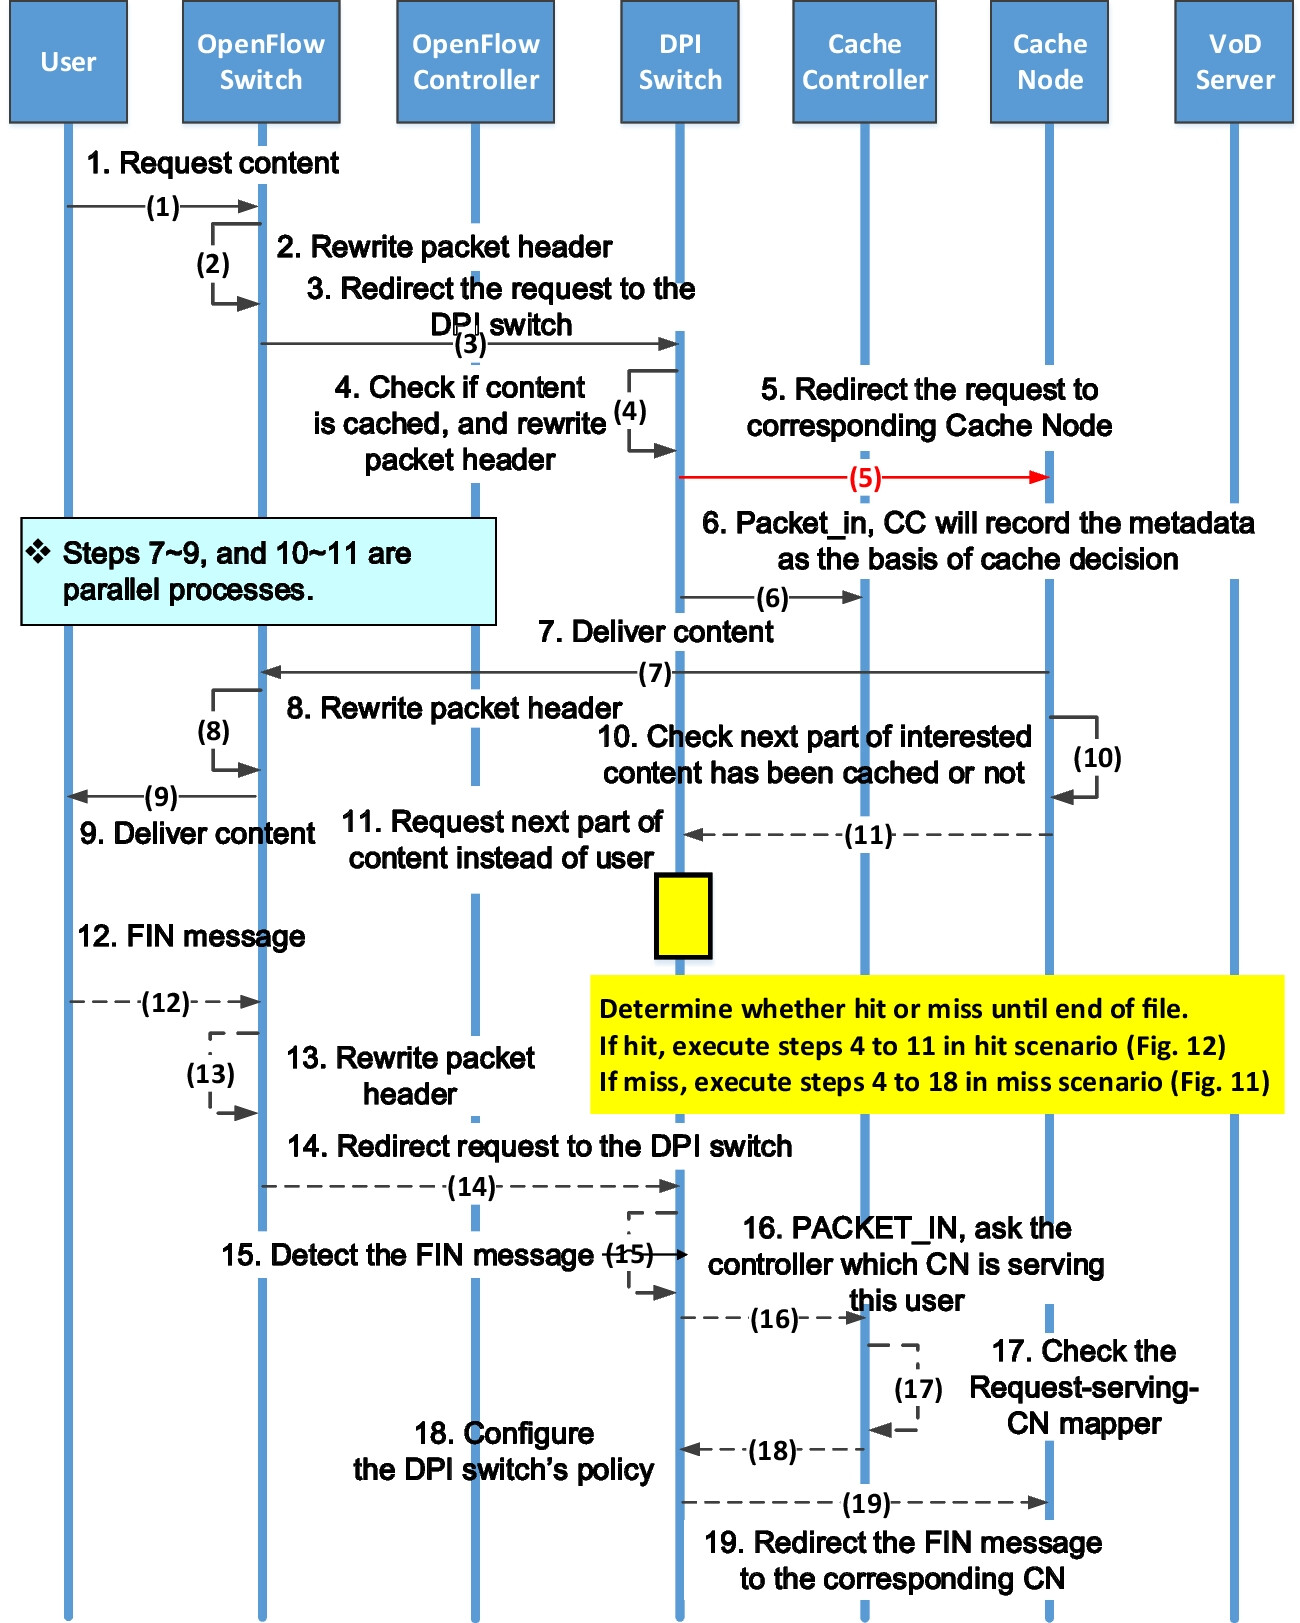 User
OpenFlow
Switch
OpenFlow
Controller
DPI
Switch
Cache
Controller
Cache
Node
VoD
Server
1. Request content
(1)
2. Rewrite packet header
(2)
3. Redirect the request to the
DPI switch
(3)
4. Check if content
is cached, and rewrite
packet header
(4)
5. Redirect the request to
corresponding Cache Node
(5)
6. Packet_in, CC will record the metadata
as the basis of cache decision
❖ Steps 7~9, and 10~11 are
parallel processes.
(6)
7. Deliver content
(7)
8. Rewrite packet header
(8)
10. Check next part of interested
content has been cached or not
(10)
(9)
9. Deliver content
11. Request next part of
content instead of user
(11)
12. FIN message
(12)
Determine whether hit or miss until end of file.
If hit, execute steps 4 to 11 in hit scenario (Fig. 12)
If miss, execute steps 4 to 18 in miss scenario (Fig. 11)
13. Rewrite packet
header
(13)
14. Redirect request to the DPI switch
(14)
15. Detect the FIN message
(15)
16. PACKET_IN, ask the
controller which CN is serving
this user
(16)
17. Check the
Request-serving-
CN mapper
(17)
18. Configure
the DPI switch's policy
(18)
(19)
19. Redirect the FIN message
to the corresponding CN